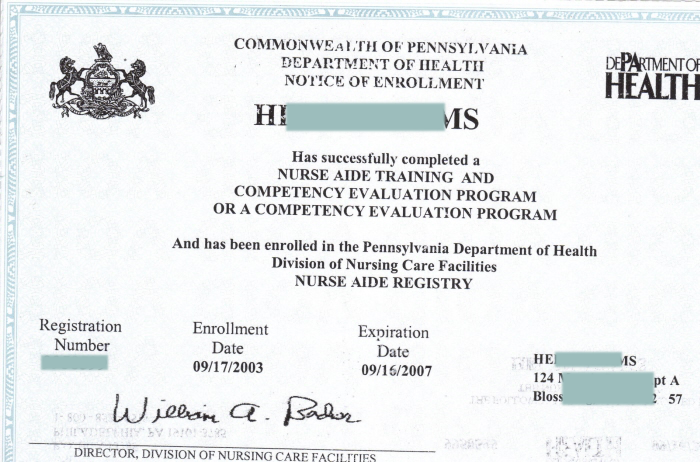 COMMONWEALTH OF PENNSYLVANIA
DEPARTMENT OF HEALTH
NOTICE OF ENROLLMENT
DEPARTMENT OF
HEALTH
HE MS
Has successfully completed a
NURSE AIDE TRAINING AND
COMPETENCY EVALUATION PROGRAM
OR A COMPETENCY EVALUATION PROGRAM
And has been enrolled in the Pennsylvania Department of Health
Division of Nursing Care Facilities
NURSE AIDE REGISTRY
Registration
Number
Enrollment
Date
09/17/2003
Expiration
Date
09/16/2007
HE MS
124 pt A
Bloss 57
William A. Bador
DIRECTOR, DIVISION OF NURSING CARE FACILITIES